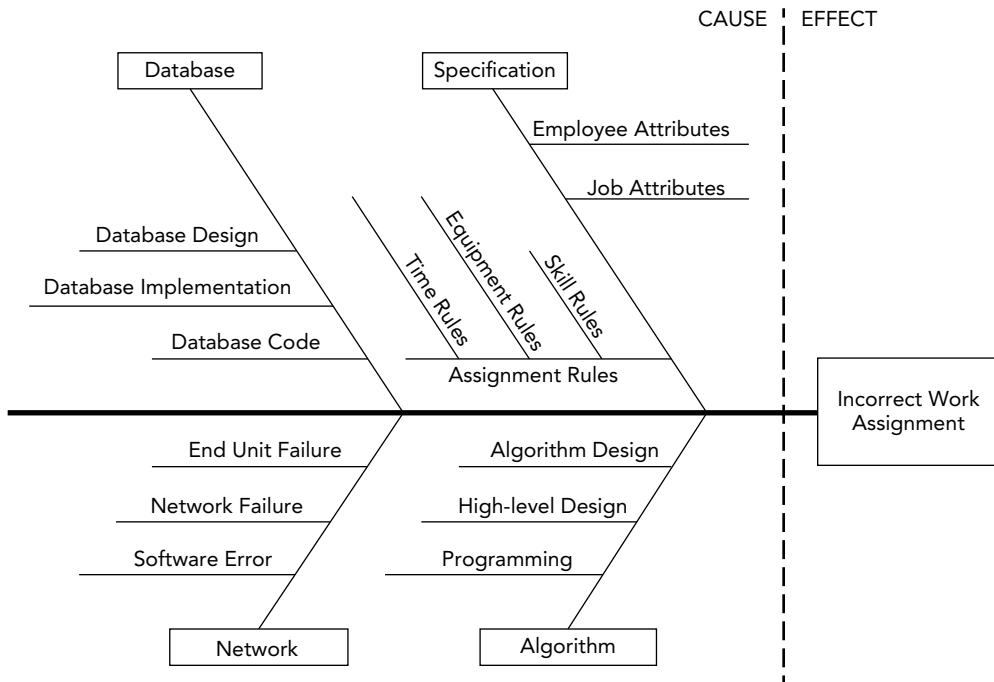 CAUSE
EFFECT
Database
Specification
Employee Attributes
Job Attributes
Database Design
Database Implementation
Database Code
Time Rules
Equipment Rules
Skill Rules
Assignment Rules
Incorrect Work
Assignment
End Unit Failure
Network Failure
Software Error
Algorithm Design
High-level Design
Programming
Network
Algorithm